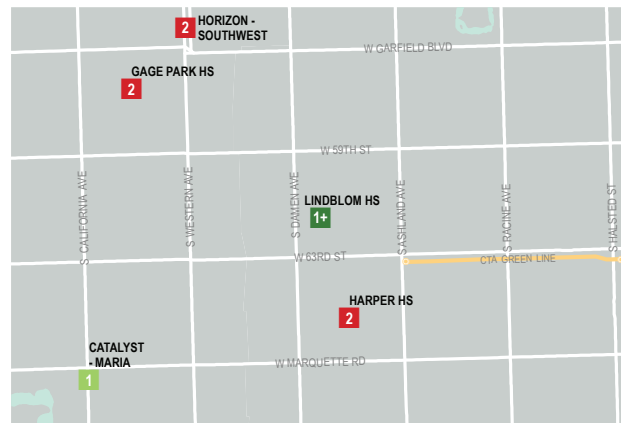 2
HORIZON -
SOUTHWEST
W GARFIELD BLVD
GAGE PARK HS
2
W 59TH ST
S CALIFORNIA AVE
S WESTERN AVE
S DAMEN AVE
LINDBLOM HS
1+
S ASHLAND AVE
S RACINE AVE
S HALSTED ST
W 63RD ST
CTA GREEN LINE
HARPER HS
2
CATALYST
- MARIA
1
W MARQUETTE RD